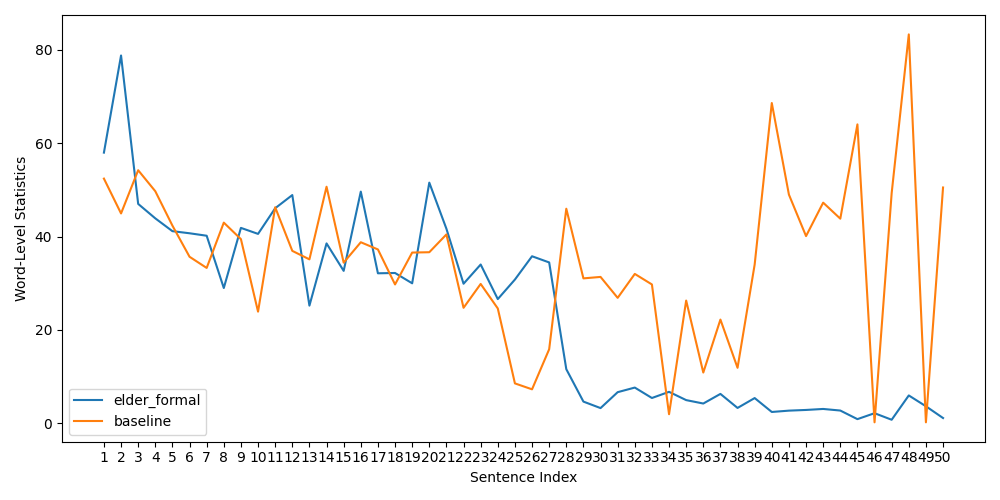 80
60
40
20
0
Word-Level Statistics
elder_formal
baseline
1 2 3 4 5 6 7 8 9 10 11 12 13 14 15 16 17 18 19 20 21 22 23 24 25 26 27 28 29 30 31 32 33 34 35 36 37 38 39 40 41 42 43 44 45 46 47 48 49 50
Sentence Index